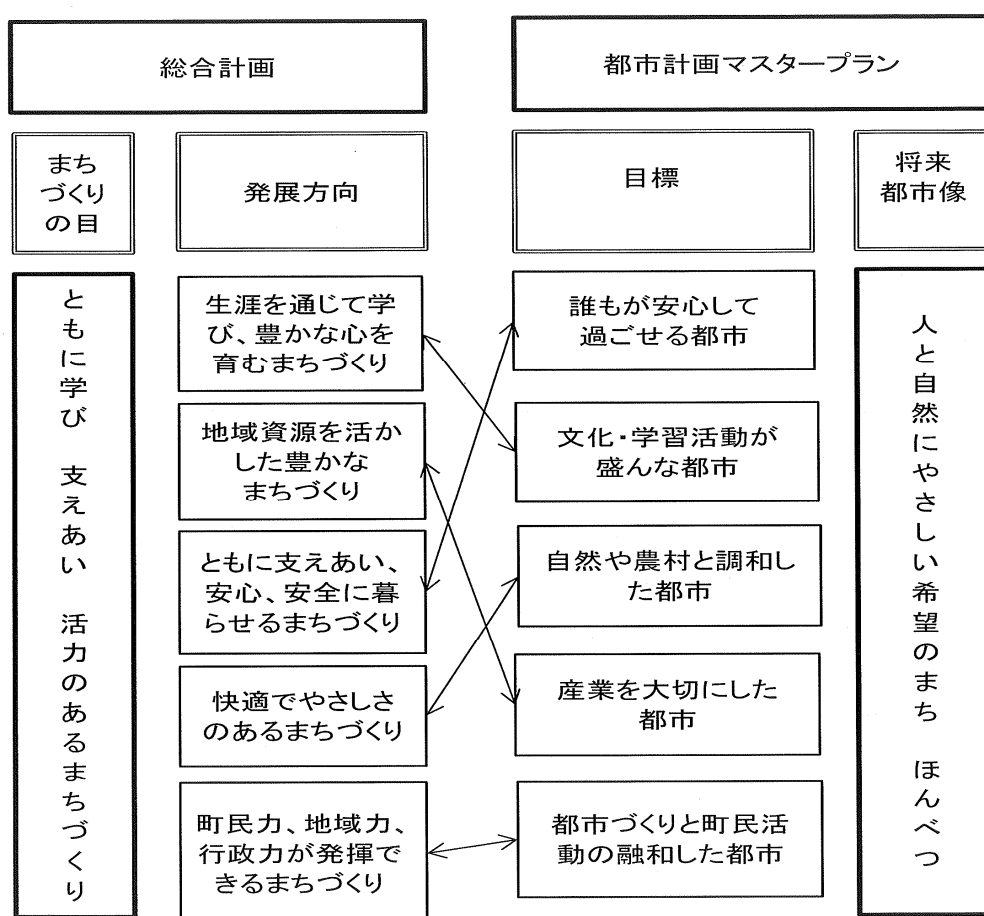 総合計画
都市計画マスタープラン
まち
づくり
の目
発展方向
目標
将来
都市像
ともに学び 支えあい 活力のあるまちづくり
生涯を通じて学
び、豊かな心を
育むまちづくり
地域資源を活か
した豊かな
まちづくり
ともに支えあい、
安心、安全に暮
らせるまちづくり
快適でやさしさ
のあるまちづくり
町民力、地域力、
行政力が発揮で
きるまちづくり
誰もが安心して
過ごせる都市
文化・学習活動が
盛んな都市
自然や農村と調和し
た都市
産業を大切にした
都市
都市づくりと町民活
動の融和した都市
人と自然にやさしい希望のまち ほんべつ